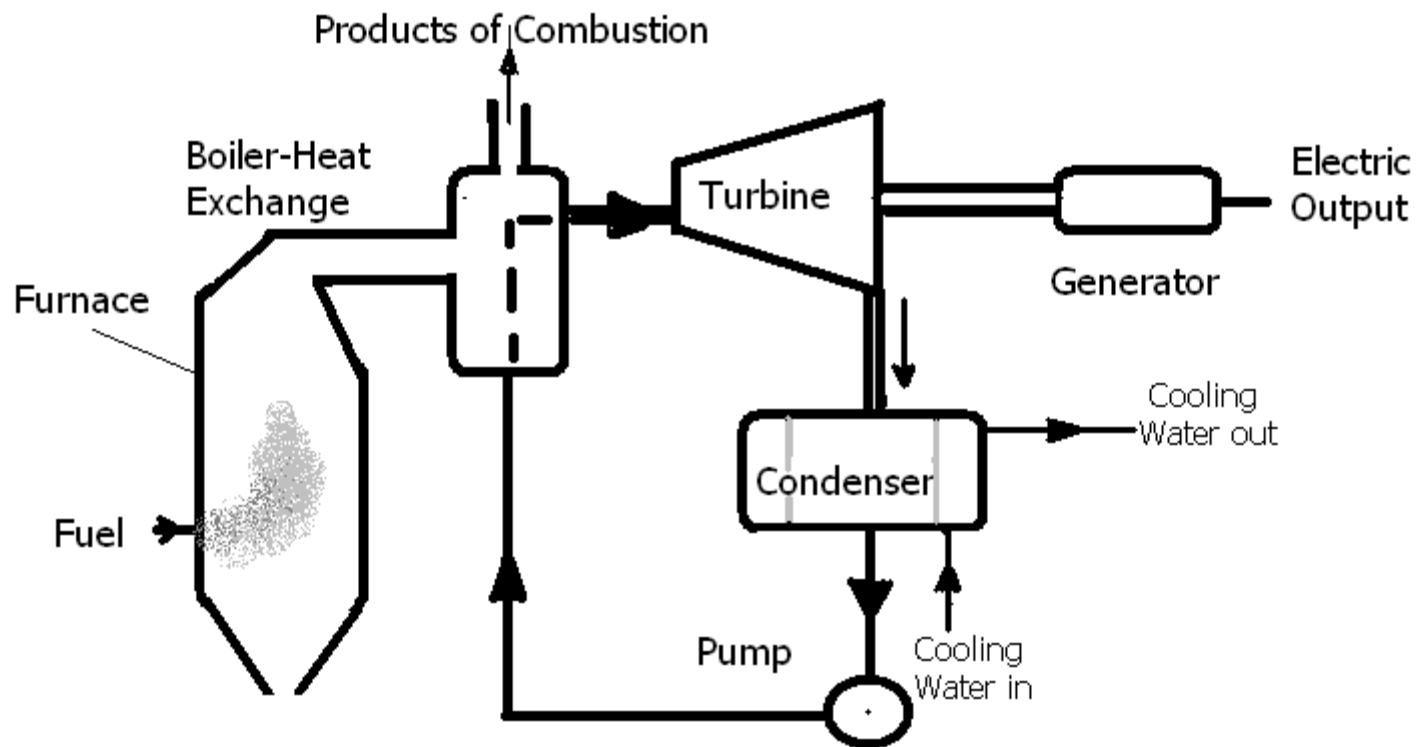 Products of Combustion
Boiler-Heat
Exchange
Turbine
Electric
Output
Furnace
Generator
Cooling
Water out
Condenser
Fuel
Pump
Cooling
Water in